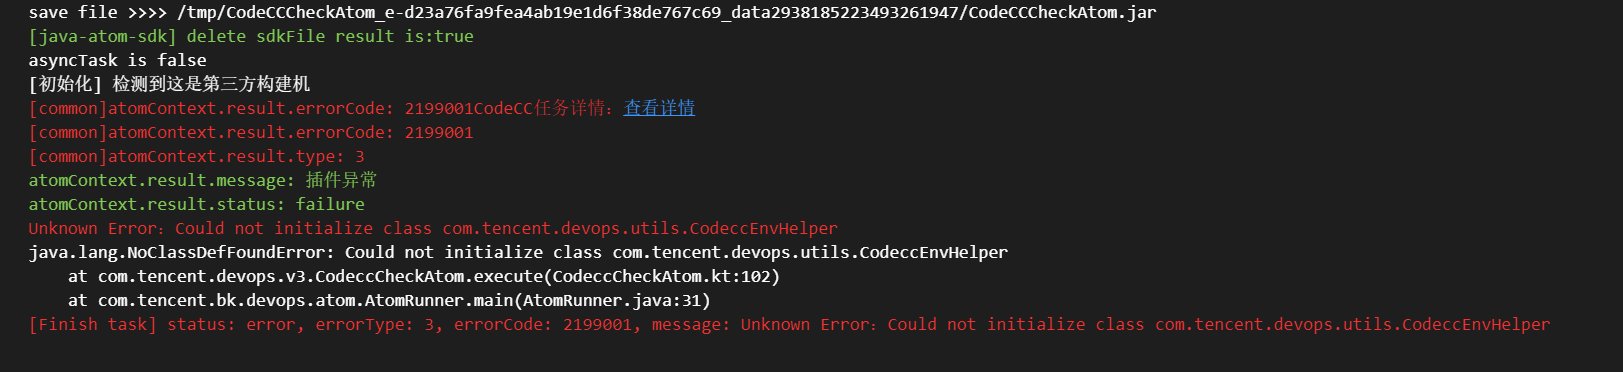 save file >>>> /tmp/CodeCCCheckAtom_e-d23a76fa9fea4ab19e1d6f38de767c69_data2938185223493261947/CodeCCCheckAtom.jar
[java-atom-sdk] delete sdkFile result is:true
asyncTask is false
[初始化] 检测到这是第三方构建机
[common]atomContext.result.errorCode: 2199001CodeCC任务详情：查看详情
[common]atomContext.result.errorCode: 2199001
[common]atomContext.result.type: 3
atomContext.result.message: 插件异常
atomContext.result.status: failure
Unknown Error：Could not initialize class com.tencent.devops.utils.CodeccEnvHelper
java.lang.NoClassDefFoundError: Could not initialize class com.tencent.devops.utils.CodeccEnvHelper
    at com.tencent.devops.v3.CodeccCheckAtom.execute(CodeccCheckAtom.kt:102)
    at com.tencent.bk.devops.atom.AtomRunner.main(AtomRunner.java:31)
[Finish task] status: error, errorType: 3, errorCode: 2199001, message: Unknown Error：Could not initialize class com.tencent.devops.utils.CodeccEnvHelper